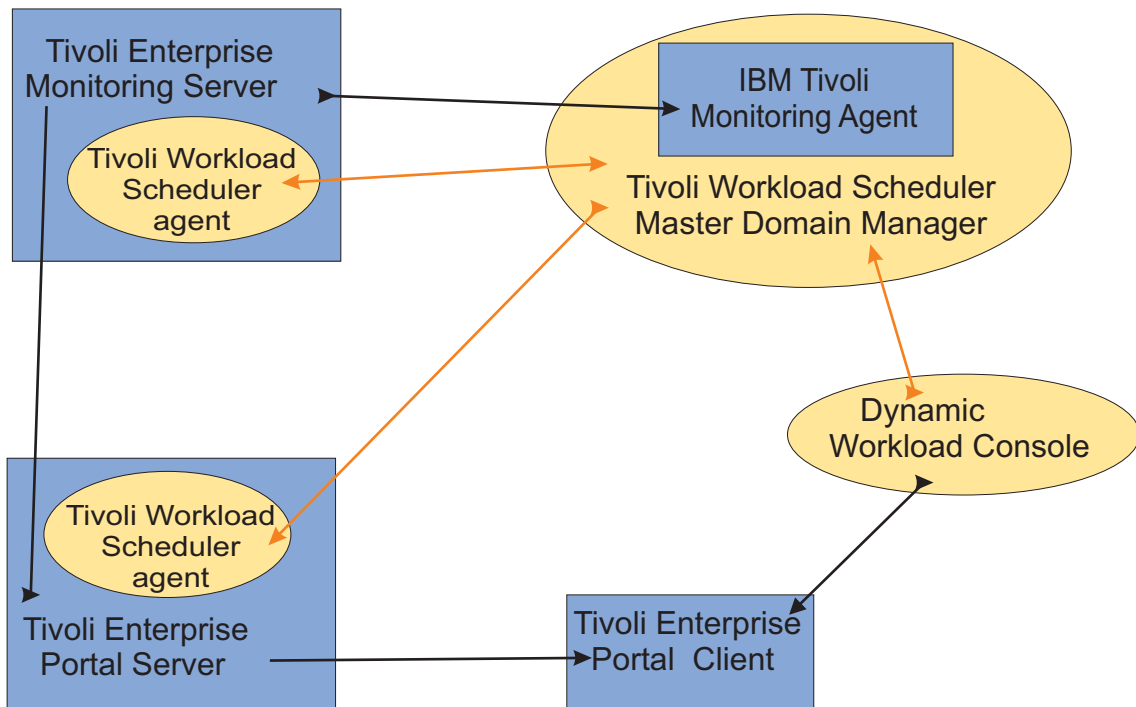 Tivoli Enterprise
Monitoring Server
Tivoli Workload
Scheduler
agent
IBM Tivoli
Monitoring Agent
Tivoli Workload Scheduler
Master Domain Manager
Dynamic
Workload Console
Tivoli Workload
Scheduler
agent
Tivoli Enterprise
Portal Server
Tivoli Enterprise
Portal Client